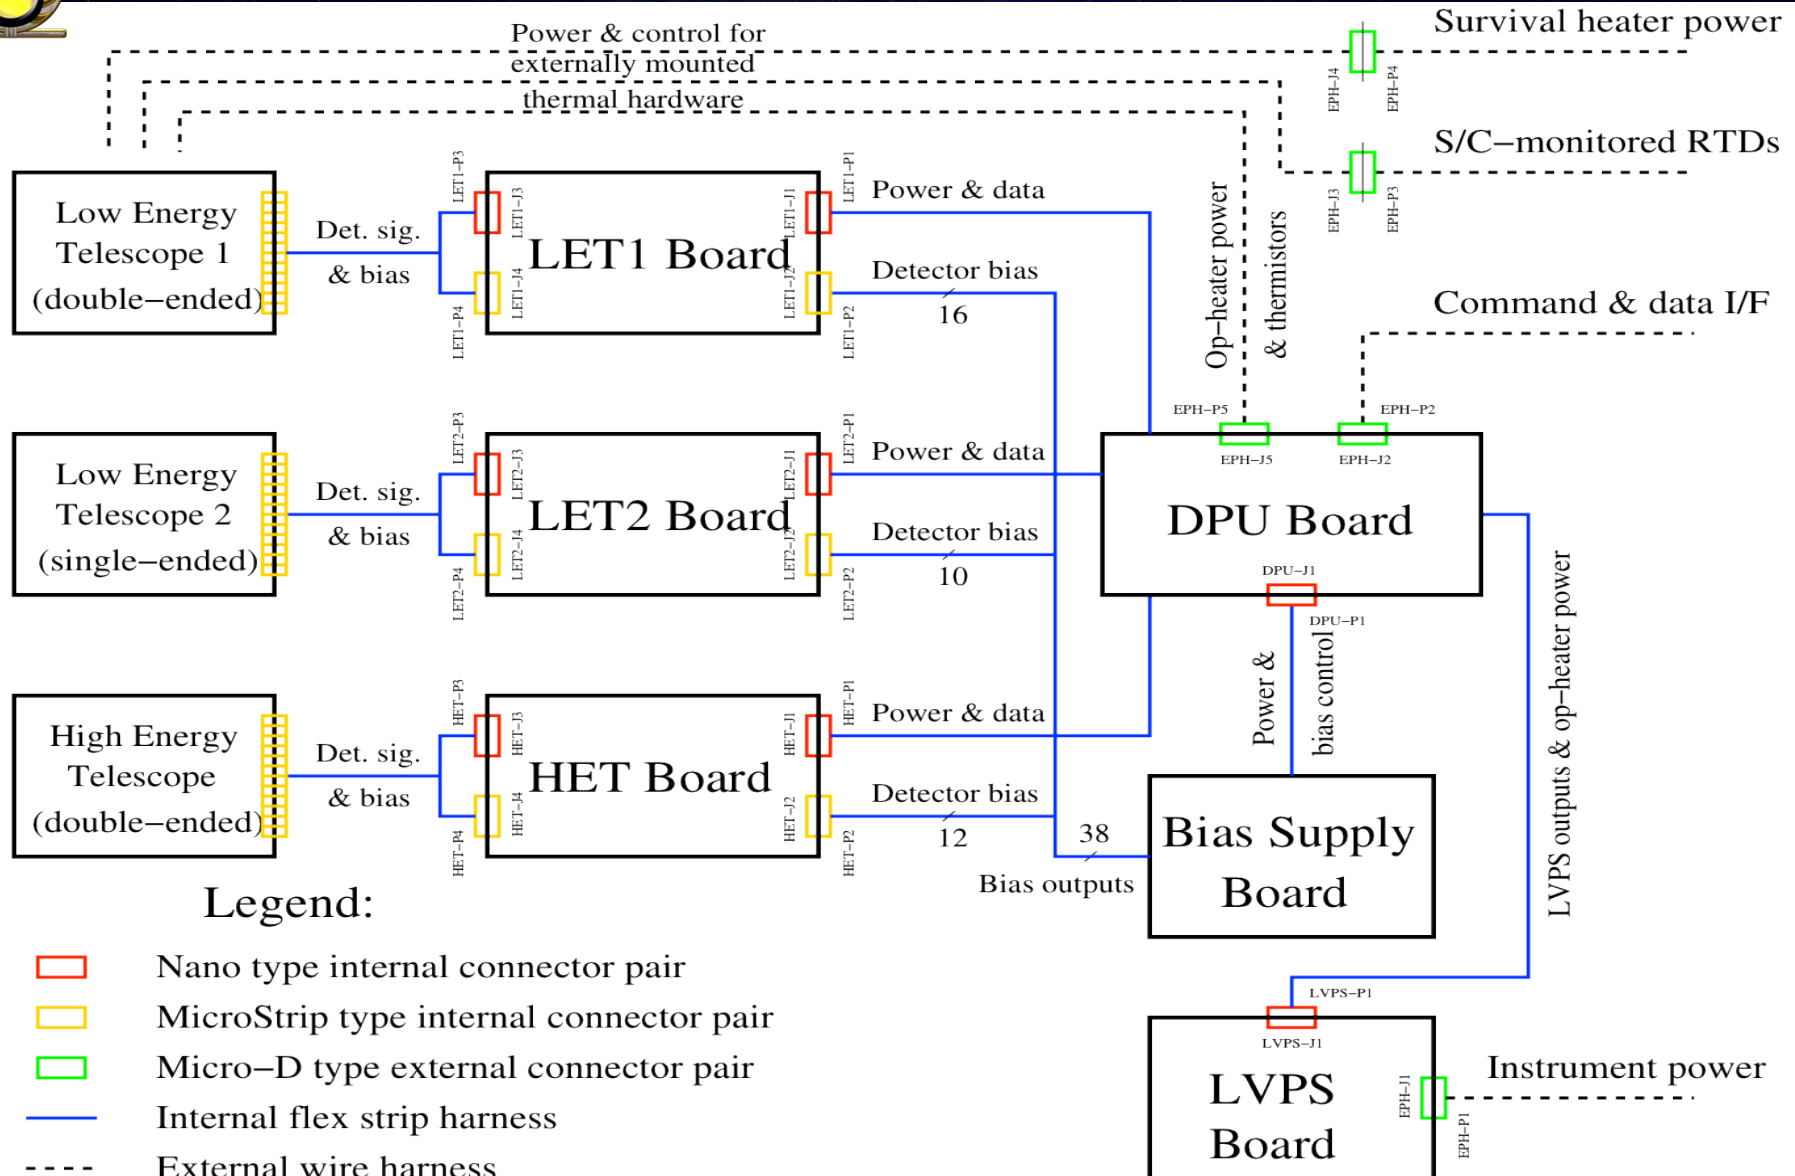 Power & control for
externally mounted
thermal hardware
Survival heater power
EPH−J4
EPH−P4
S/C−monitored RTDs
EPH−J3
EPH−P3
Op−heater power
& thermistors
Command & data I/F
EPH−P5
EPH−P2
EPH−J5
EPH−J2
Low Energy
Telescope 1
(double−ended)
Det. sig.
& bias
LET1−P3
LET1−J3
LET1−J4
LET1−P4
LET1 Board
LET1−J1
LET1−P1
LET1−J2
LET1−P2
Power & data
Detector bias
16
Low Energy
Telescope 2
(single−ended)
Det. sig.
& bias
LET2−P3
LET2−J3
LET2−J4
LET2−P4
LET2 Board
LET2−J1
LET2−P1
LET2−J2
LET2−P2
Power & data
Detector bias
10
DPU Board
DPU−J1
DPU−P1
Power &
bias control
LVPS outputs & op−heater power
High Energy
Telescope
(double−ended)
Det. sig.
& bias
HET−P3
HET−J3
HET−J4
HET−P4
HET Board
HET−J1
HET−P1
HET−J2
HET−P2
Power & data
Detector bias
12
38
Bias outputs
Bias Supply
Board
LVPS−P1
LVPS−J1
LVPS
Board
EPH−J1
EPH−P1
Instrument power
Legend:
Nano type internal connector pair
MicroStrip type internal connector pair
Micro−D type external connector pair
Internal flex strip harness
External wire harness